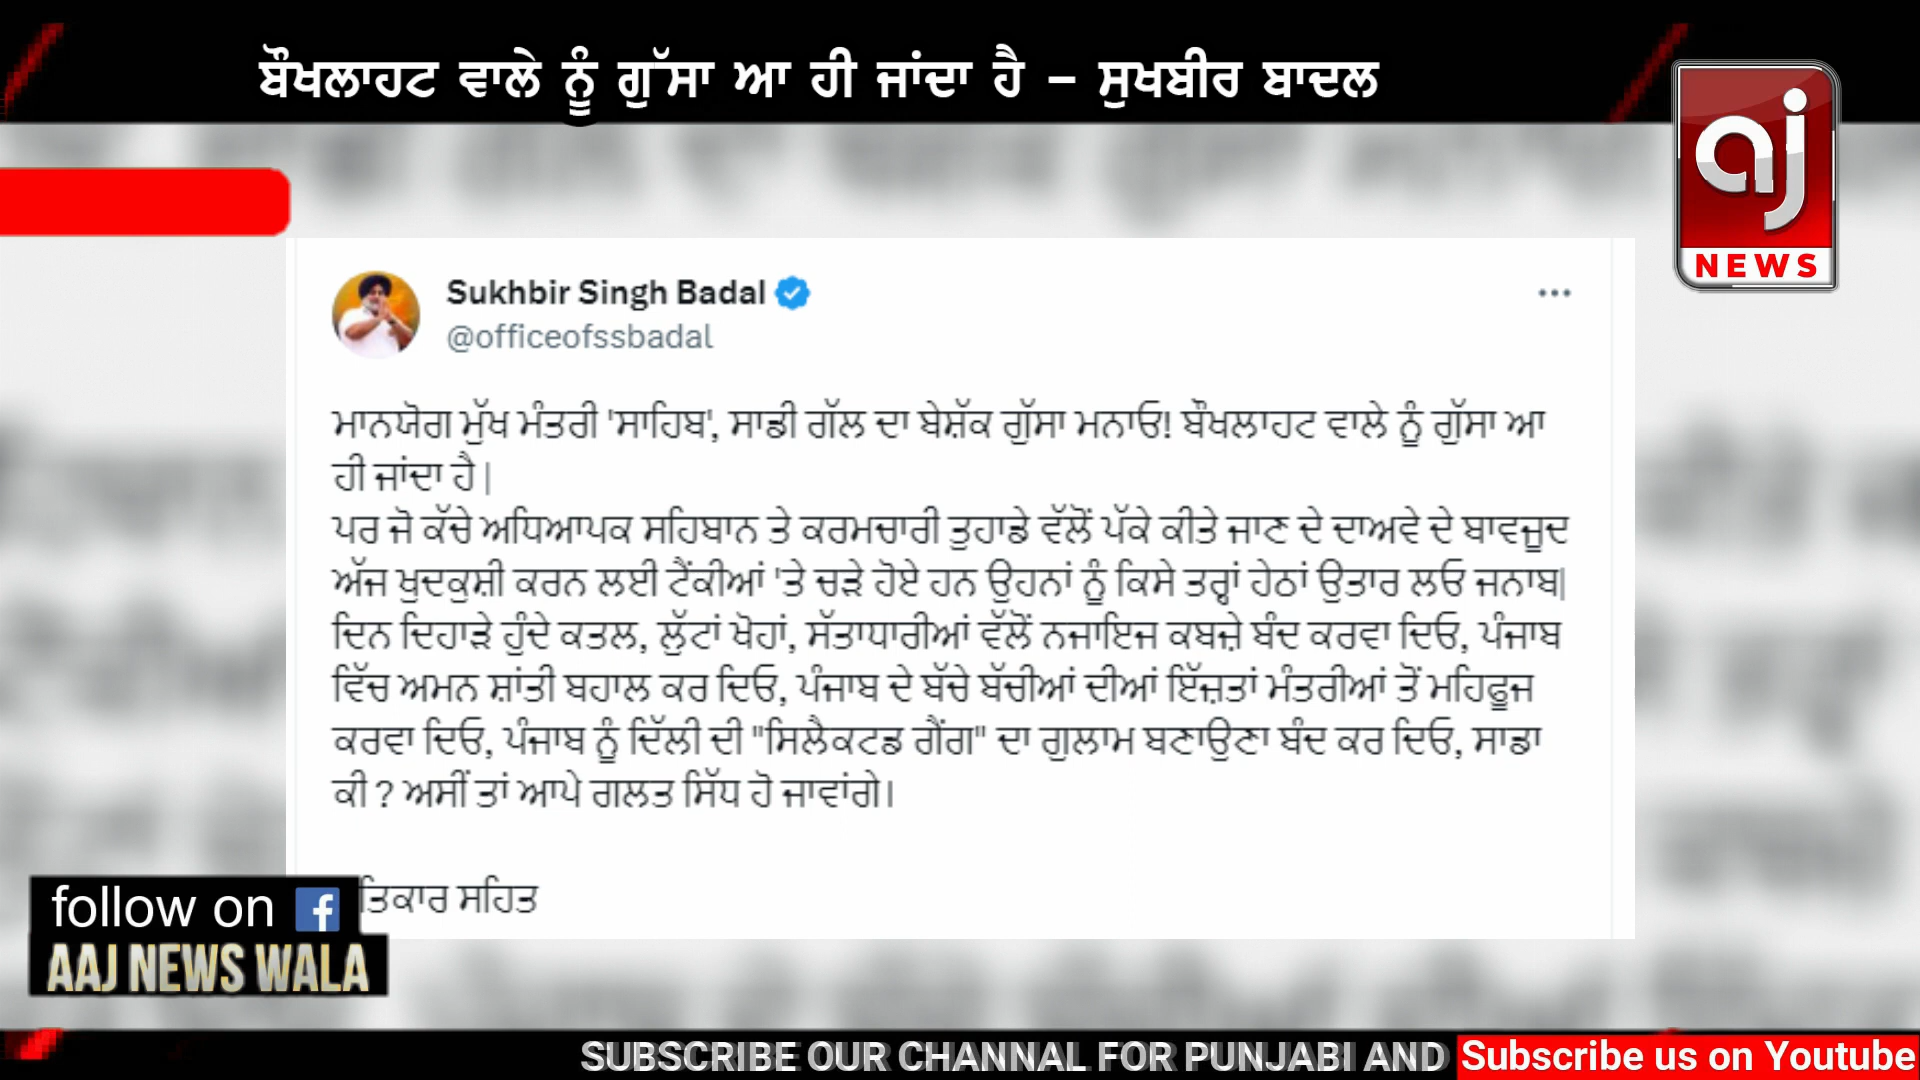 ਬੌਖਲਾਹਟ ਵਾਲੇ ਨੂੰ ਗੁੱਸਾ ਆ ਹੀ ਜਾਂਦਾ ਹੈ – ਸੁਖਬੀਰ ਬਾਦਲ
aj
NEWS
Sukhbir Singh Badal
@officeofssbadal
ਮਾਨਯੋਗ ਮੁੱਖ ਮੰਤਰੀ 'ਸਾਹਿਬ', ਸਾਡੀ ਗੱਲ ਦਾ ਬੇਸ਼ੱਕ ਗੁੱਸਾ ਮਨਾਓ! ਬੌਖਲਾਹਟ ਵਾਲੇ ਨੂੰ ਗੁੱਸਾ ਆ
ਹੀ ਜਾਂਦਾ ਹੈ|
ਪਰ ਜੋ ਕੱਚੇ ਅਧਿਆਪਕ ਸਹਿਬਾਨ ਤੇ ਕਰਮਚਾਰੀ ਤੁਹਾਡੇ ਵੱਲੋਂ ਪੱਕੇ ਕੀਤੇ ਜਾਣ ਦੇ ਦਾਅਵੇ ਦੇ ਬਾਵਜੂਦ
ਅੱਜ ਖੁਦਕੁਸ਼ੀ ਕਰਨ ਲਈ ਟੈਂਕੀਆਂ 'ਤੇ ਚੜੇ ਹੋਏ ਹਨ ਉਹਨਾਂ ਨੂੰ ਕਿਸੇ ਤਰ੍ਹਾਂ ਹੇਠਾਂ ਉਤਾਰ ਲਓ ਜਨਾਬ|
ਦਿਨ ਦਿਹਾੜੇ ਹੁੰਦੇ ਕਤਲ, ਲੁੱਟਾਂ ਖੋਹਾਂ, ਸੱਤਾਧਾਰੀਆਂ ਵੱਲੋਂ ਨਜਾਇਜ ਕਬਜ਼ੇ ਬੰਦ ਕਰਵਾ ਦਿਓ, ਪੰਜਾਬ
ਵਿੱਚ ਅਮਨ ਸ਼ਾਂਤੀ ਬਹਾਲ ਕਰ ਦਿਓ, ਪੰਜਾਬ ਦੇ ਬੱਚੇ ਬੱਚੀਆਂ ਦੀਆਂ ਇੱਜ਼ਤਾਂ ਮੰਤਰੀਆਂ ਤੋਂ ਮਹਿਫੂਜ
ਕਰਵਾ ਦਿਓ, ਪੰਜਾਬ ਨੂੰ ਦਿੱਲੀ ਦੀ "ਸਿਲੈਕਟਡ ਗੈਂਗ" ਦਾ ਗੁਲਾਮ ਬਣਾਉਣਾ ਬੰਦ ਕਰ ਦਿਓ, ਸਾਡਾ
ਕੀ ? ਅਸੀਂ ਤਾਂ ਆਪੇ ਗਲਤ ਸਿੱਧ ਹੋ ਜਾਵਾਂਗੇ।
ਤਿਕਾਰ ਸਹਿਤ
follow on
AAJ NEWS WALA
SUBSCRIBE OUR CHANNAL FOR PUNJABI AND
Subscribe us on Youtube